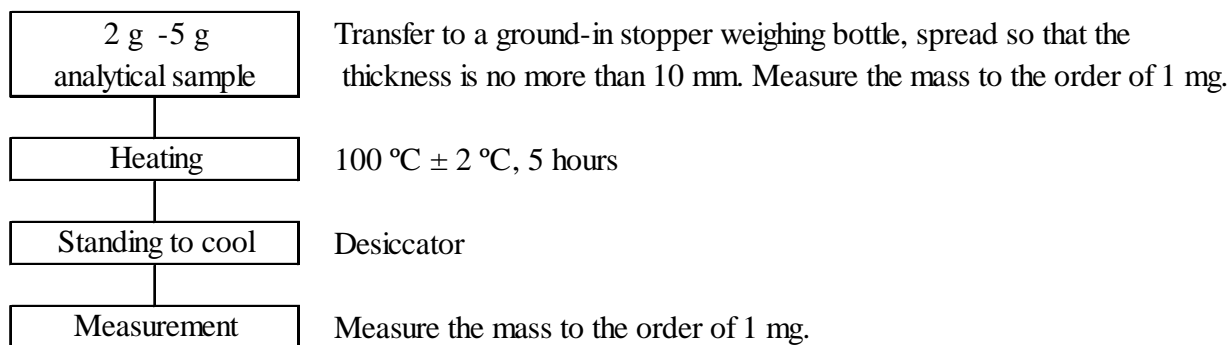 2 g -5 g
analytical sample
Transfer to a ground-in stopper weighing bottle, spread so that the
thickness is no more than 10 mm. Measure the mass to the order of 1 mg.
Heating
100 ºC ± 2 ºC, 5 hours
Standing to cool
Desiccator
Measurement
Measure the mass to the order of 1 mg.